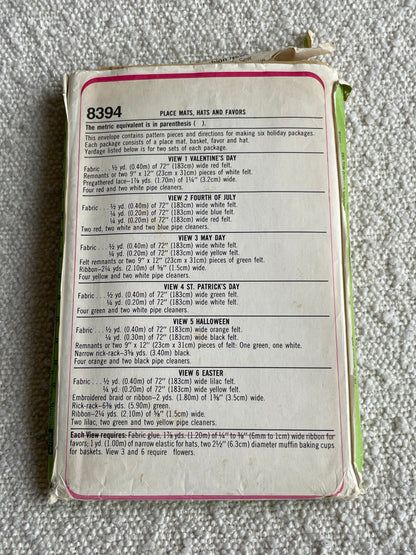 8394 PLACE MATS, HATS AND FAVORS
The metric equivalent is in parenthesis ( ).
This envelope contains pattern pieces and directions for making six holiday packages.
Each package consists of a place mat, basket, favor and hat.
Yardage listed below is for two sets of each package.
VIEW 1 VALENTINE'S DAY
Fabric . . . ½ yd. (0.40m) of 72" (183cm) wide red felt.
Remnants or two 9" x 12" (23cm x 31cm) pieces of white felt.
Pregathered lace—1⅞ yds. (1.70m) of 1¼" (3.2cm) wide.
Four red and two white pipe cleaners.
VIEW 2 FOURTH OF JULY
Fabric . . . ½ yd. (0.40m) of 72" (183cm) wide white felt.
¼ yd. (0.20m) of 72" (183cm) wide blue felt.
¼ yd. (0.20m) of 72" (183cm) wide red felt.
Two red, two white and two blue pipe cleaners.
VIEW 3 MAY DAY
Fabric . . . ½ yd. (0.40m) of 72" (183cm) wide white felt.
¼ yd. (0.20m) of 72" (183cm) wide yellow felt.
Felt remnants or two 9" x 12" (23cm x 31cm) pieces of green felt.
Ribbon—2¼ yds. (2.10m) of ⅝" (1.5cm) wide.
Four yellow and two white pipe cleaners.
VIEW 4 ST. PATRICK'S DAY
Fabric . . . ½ yd. (0.40m) of 72" (183cm) wide green felt.
¼ yd. (0.20m) of 72" (183cm) wide white felt.
Four green and two white pipe cleaners.
VIEW 5 HALLOWEEN
Fabric . . . ½ yd. (0.40m) of 72" (183cm) wide orange felt.
¼ yd. (0.30m) of 72" (183cm) wide black felt.
Remnants or two 9" x 12" (23cm x 31cm) pieces of felt: One green, one white.
Narrow rick-rack—3⅝ yds. (3.40m) black.
Four orange and two black pipe cleaners.
VIEW 6 EASTER
Fabric . . . ½ yd. (0.40m) of 72" (183cm) wide lilac felt.
¼ yd. (0.20m) of 72" (183cm) wide yellow felt.
Embroidered braid or ribbon—2 yds. (1.80m) of 1⅜" (3.5cm) wide.
Rick-rack—6⅜ yds. (5.90m) green.
Ribbon—2¼ yds. (2.10m) of ⅝" (1.5cm) wide.
Two lilac, two green and two yellow pipe cleaners.
Each View requires: Fabric glue, 1⅜ yds. (1.20m) of ¼" to ⅜" (6mm to 1cm) wide ribbon for
favors; 1 yd. (1.00m) of narrow elastic for hats, two 2½" (6.3cm) diameter muffin baking cups
for baskets. View 3 and 6 require flowers.